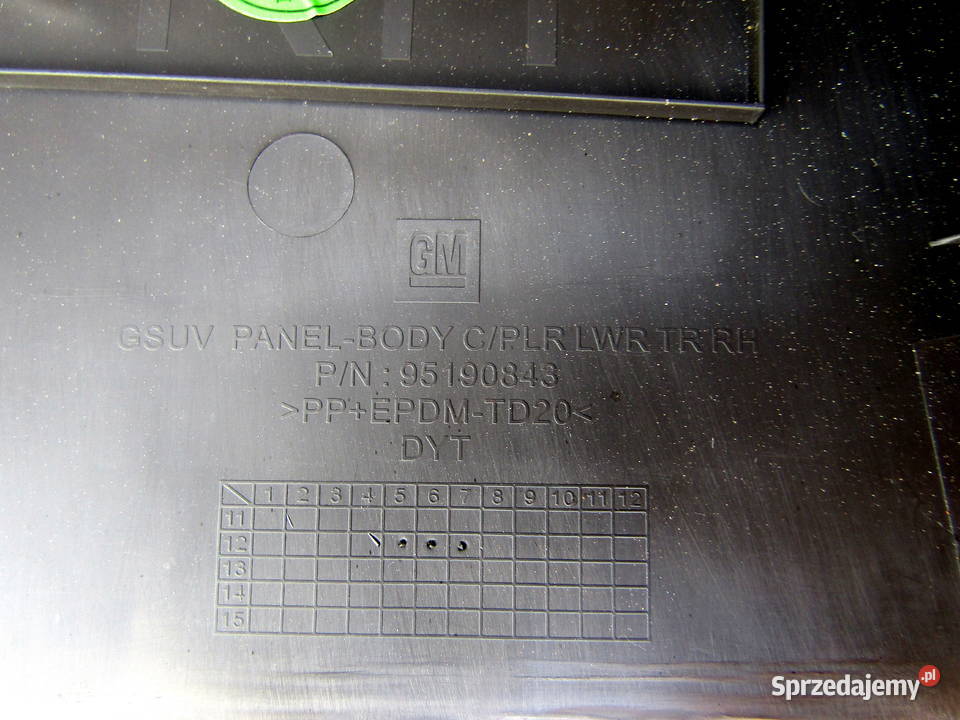 GM
GSUV PANEL-BODY C/PLR LWR TR RH
P/N : 95190843
>PP+EPDM-TD20<
DYT
1 2 3 4 5 6 7 8 9 10 11 12
11
12
13
14
15
Sprzedajemy.pl